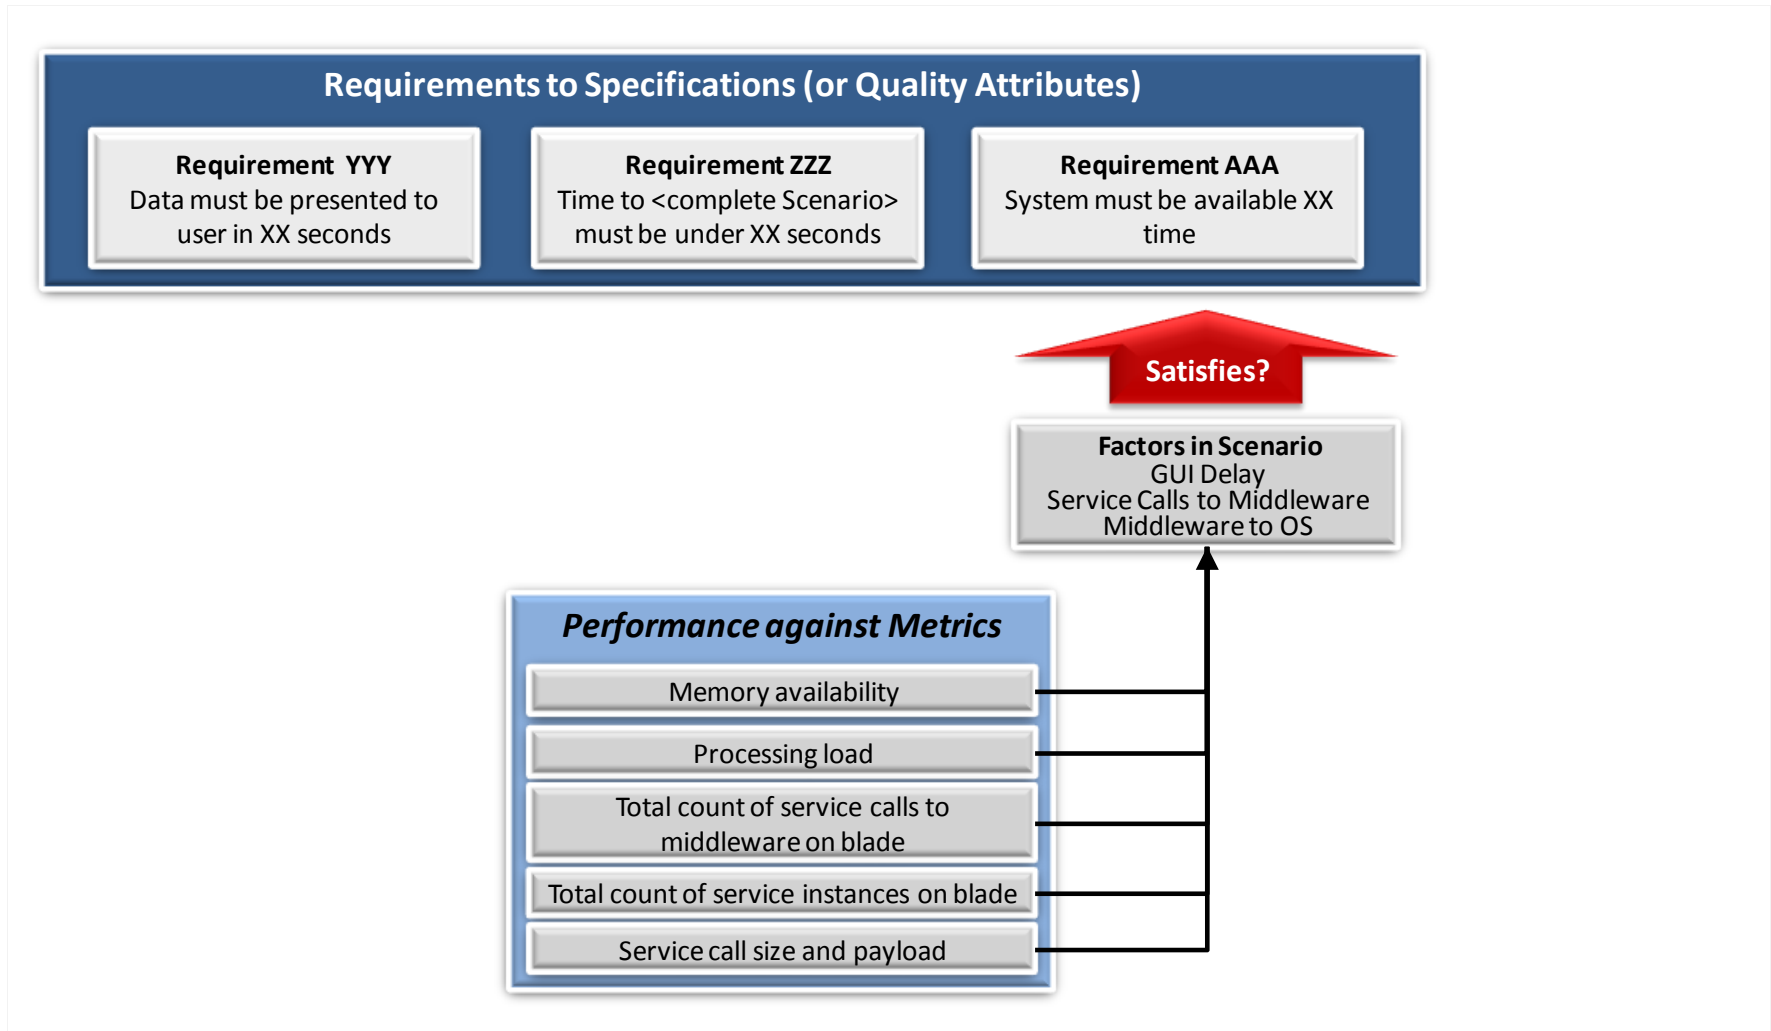 Requirements to Specifications (or Quality Attributes)
Requirement YYY
Data must be presented to
user in XX seconds
Requirement ZZZ
Time to <complete Scenario>
must be under XX seconds
Requirement AAA
System must be available XX
time
Satisfies?
Factors in Scenario
GUI Delay
Service Calls to Middleware
Middleware to OS
Performance against Metrics
Memory availability
Processing load
Total count of service calls to
middleware on blade
Total count of service instances on blade
Service call size and payload